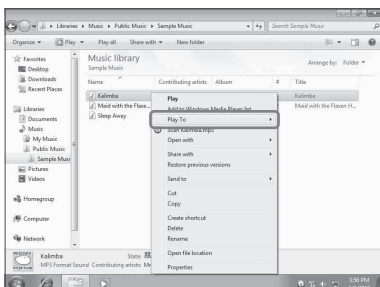 Libraries ▸ Music ▸ Public Music ▸ Sample Music
Search Sample Music
Organize Play Play all Share with New folder
Favorites
Desktop
Downloads
Recent Places
Libraries
Documents
Music
My Music
Public Music
Sample Musi
Pictures
Videos
Homegroup
Computer
Network
Music library
Sample Music
Arrange by: Folder
Name Contributing artists Album # Title
Kalimba Kalimba
Maid with the Flaxe... Maid with the Flaxen H...
Sleep Away
Play
Add to Windows Media Player list
Play To
Scan Kalimba.mp3
Open with
Share with
Restore previous versions
Send to
Cut
Copy
Create shortcut
Delete
Rename
Open file location
Properties
Kalimba State:
MP3 Format Sound Contributing artists: Mr
3:56 PM